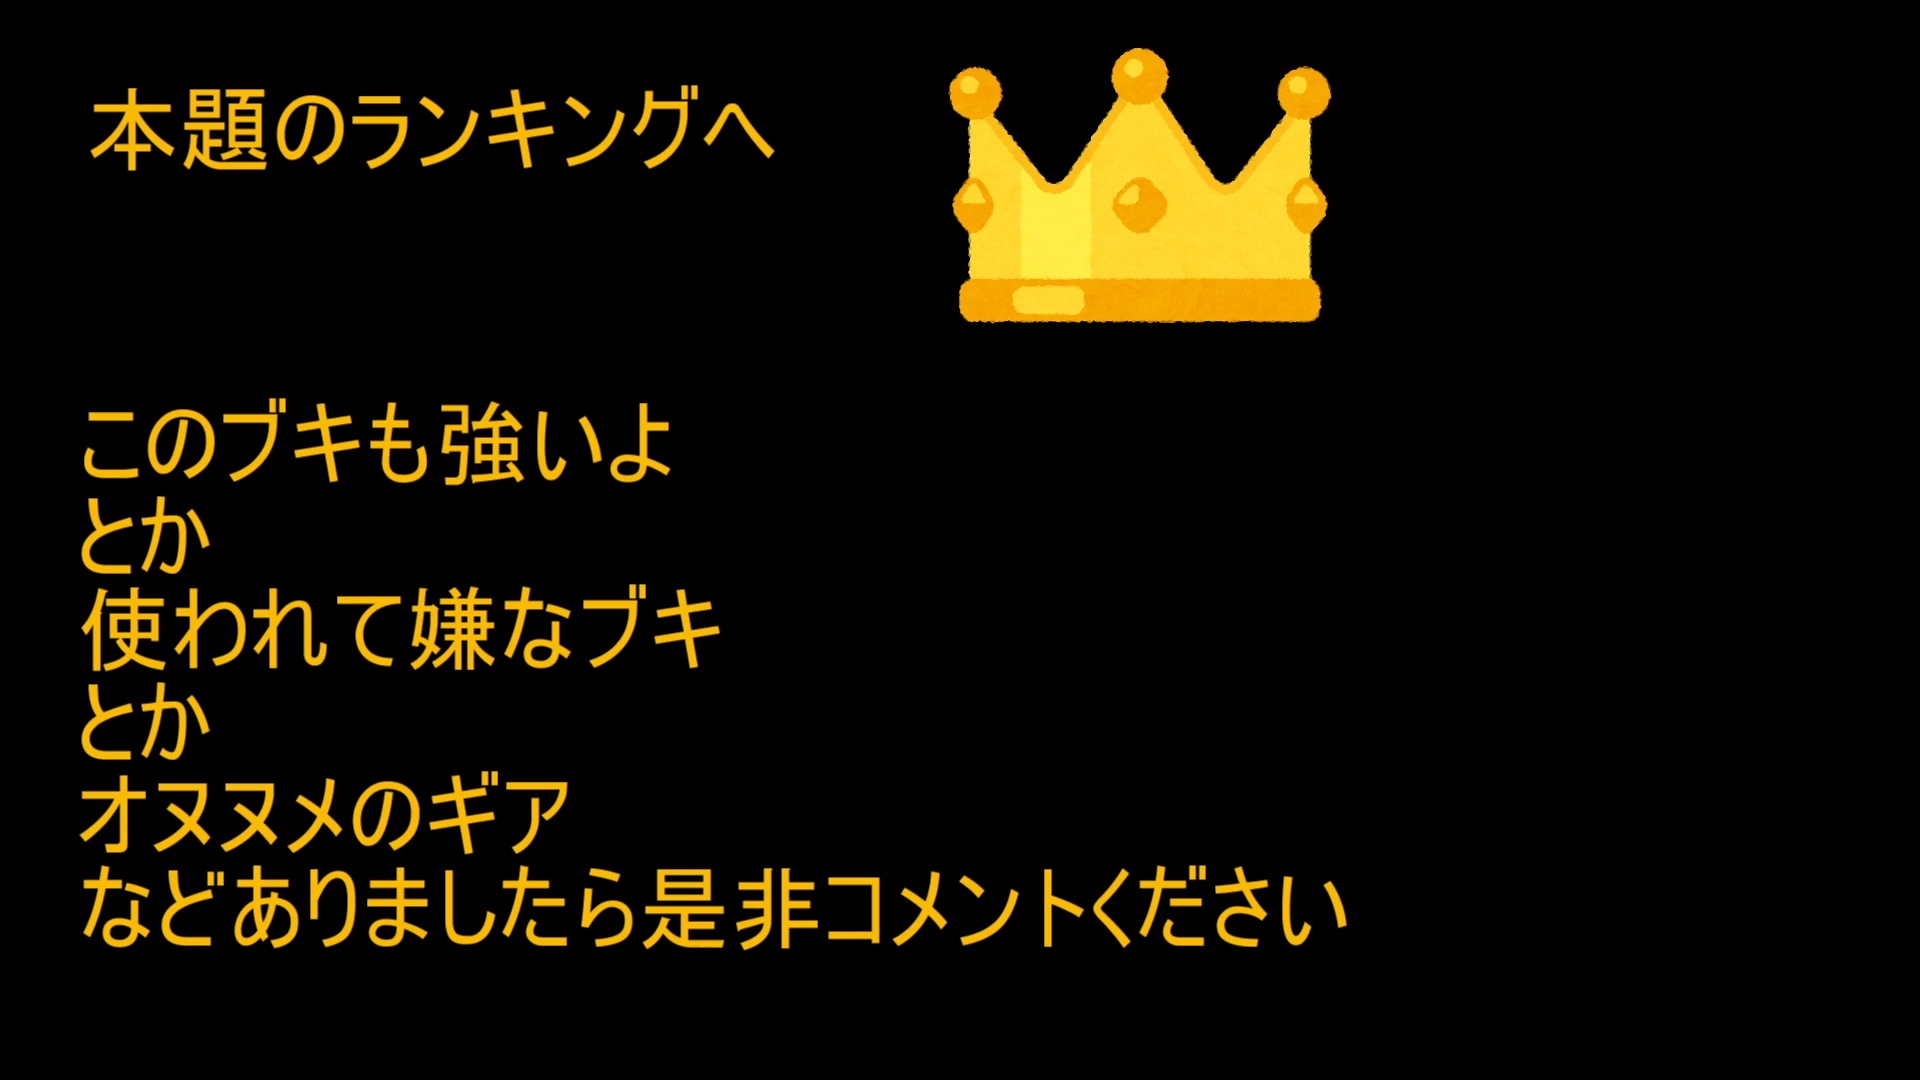 本題のランキングへ
このブキも強いよ
とか
使われて嫌なブキ
とか
オヌヌメのギア
などありましたら是非コメントください